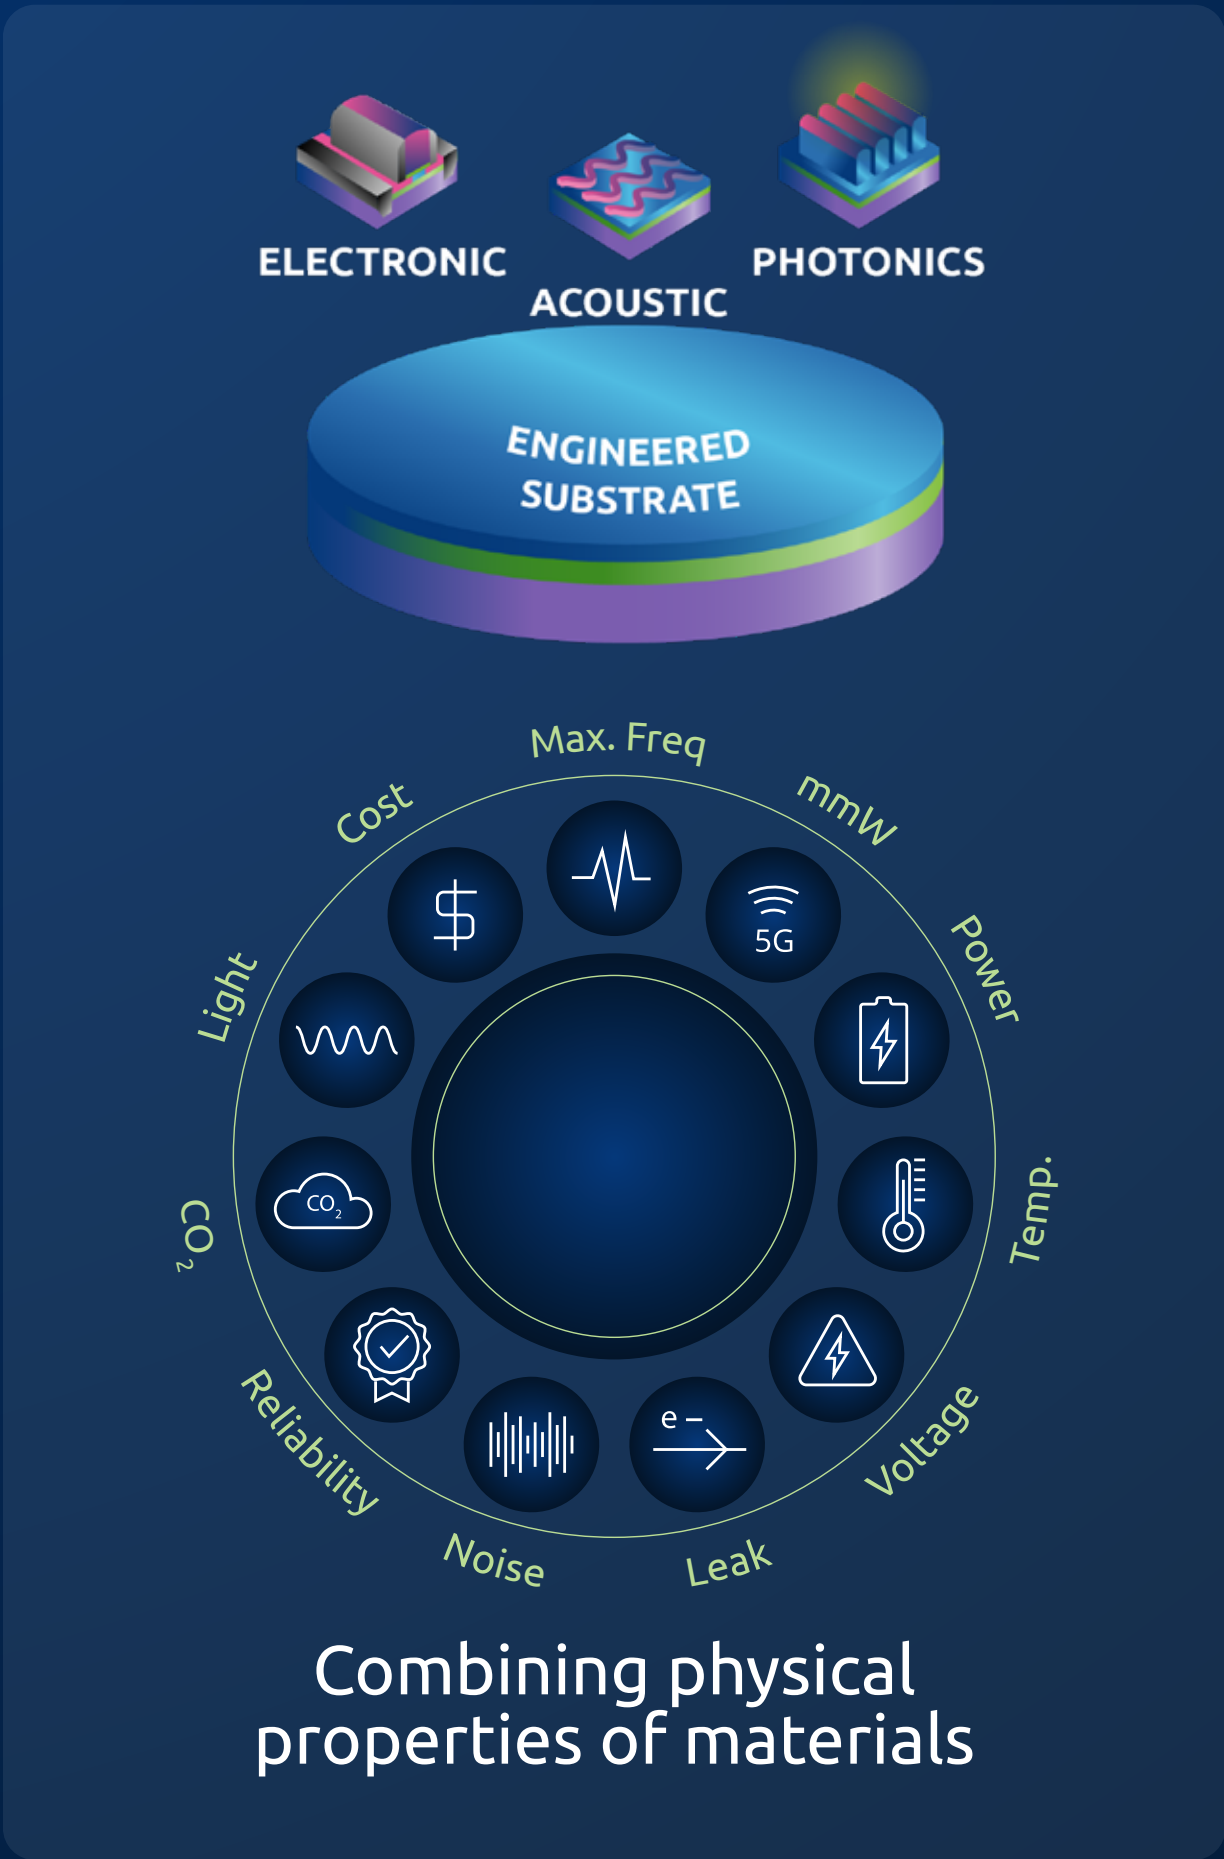 ELECTRONIC
ACOUSTIC
PHOTONICS
ENGINEERED
SUBSTRATE
Max. Freq
mmW
5G
Power
Temp.
Voltage
Leak
e –
Noise
Reliability
CO₂
CO₂
Light
Cost
$
Combining physical
properties of materials